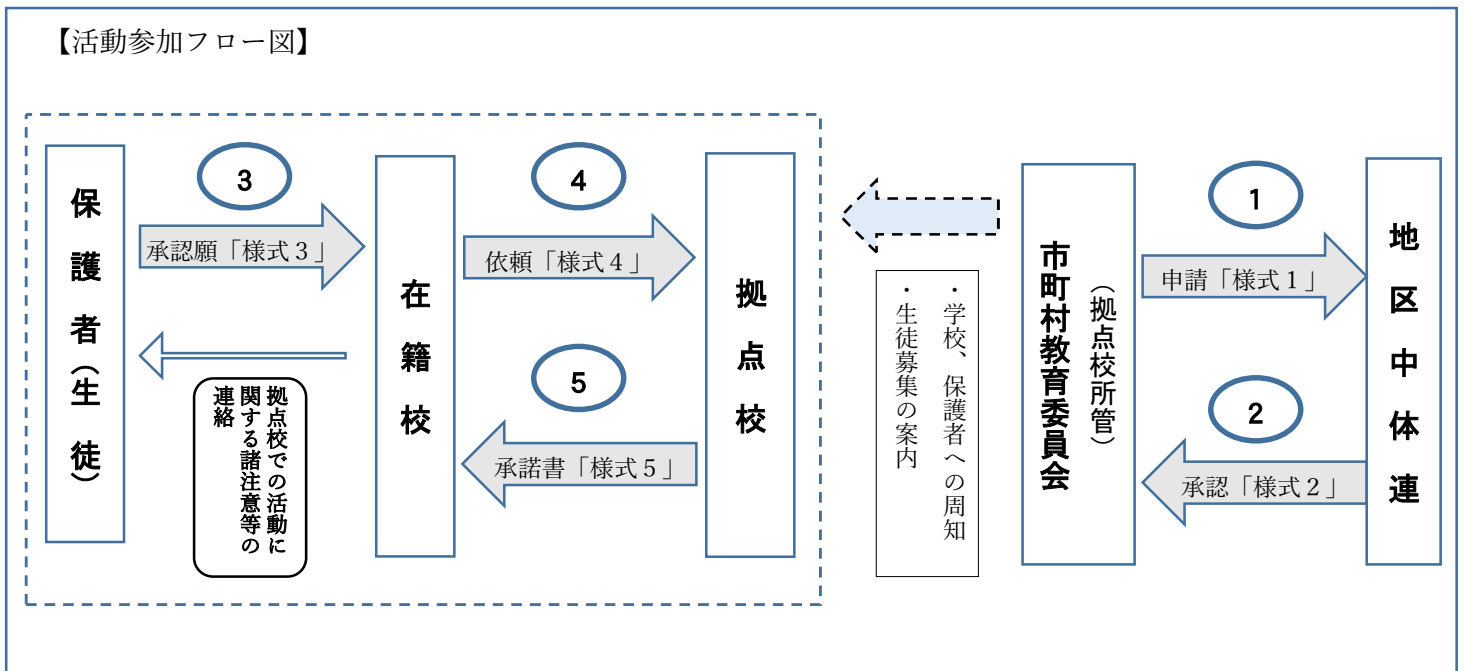 【活動参加フロー図】
保護者(生徒)
3
承認願「様式3」
拠点校での活動に
関する諸注意等の
連絡
在籍校
4
依頼「様式4」
5
承諾書「様式5」
拠点校
・学校、保護者への周知
・生徒募集の案内
(拠点校所管)
市町村教育委員会
1
申請「様式1」
2
承認「様式2」
地区中体連